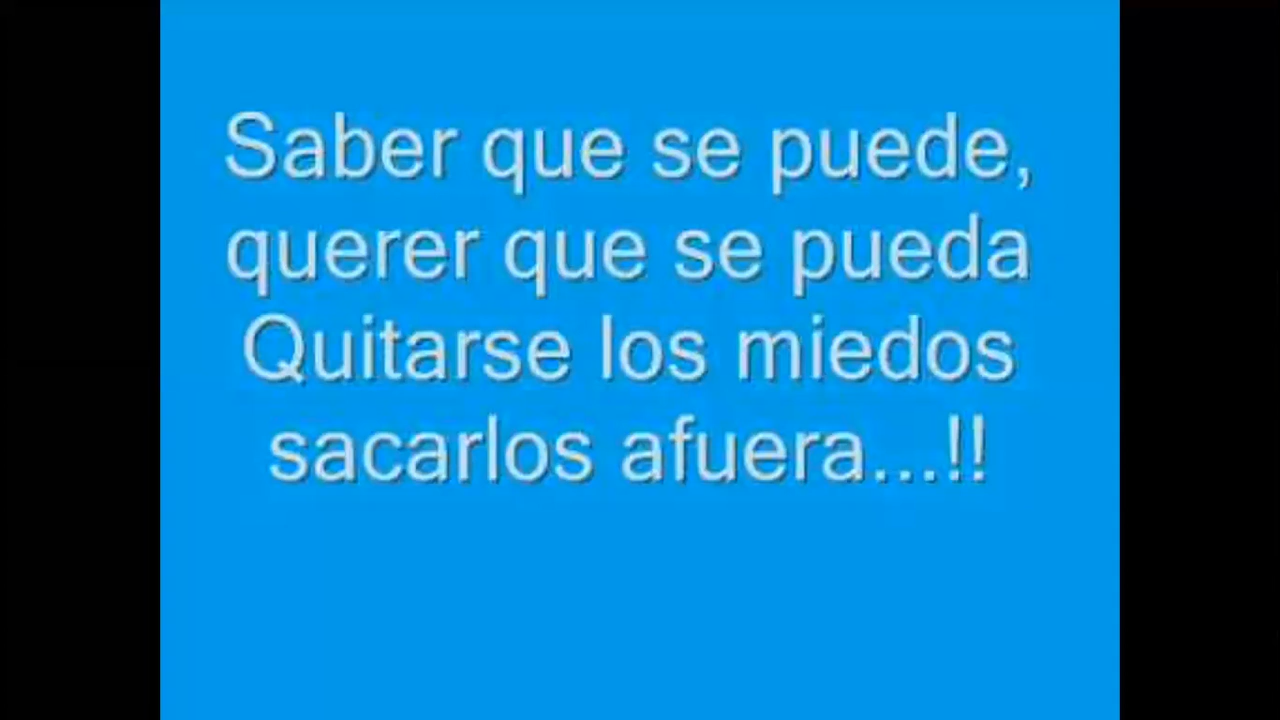 Saber que se puede,
querer que se pueda
Quitarse los miedos
sacarlos afuera...!!